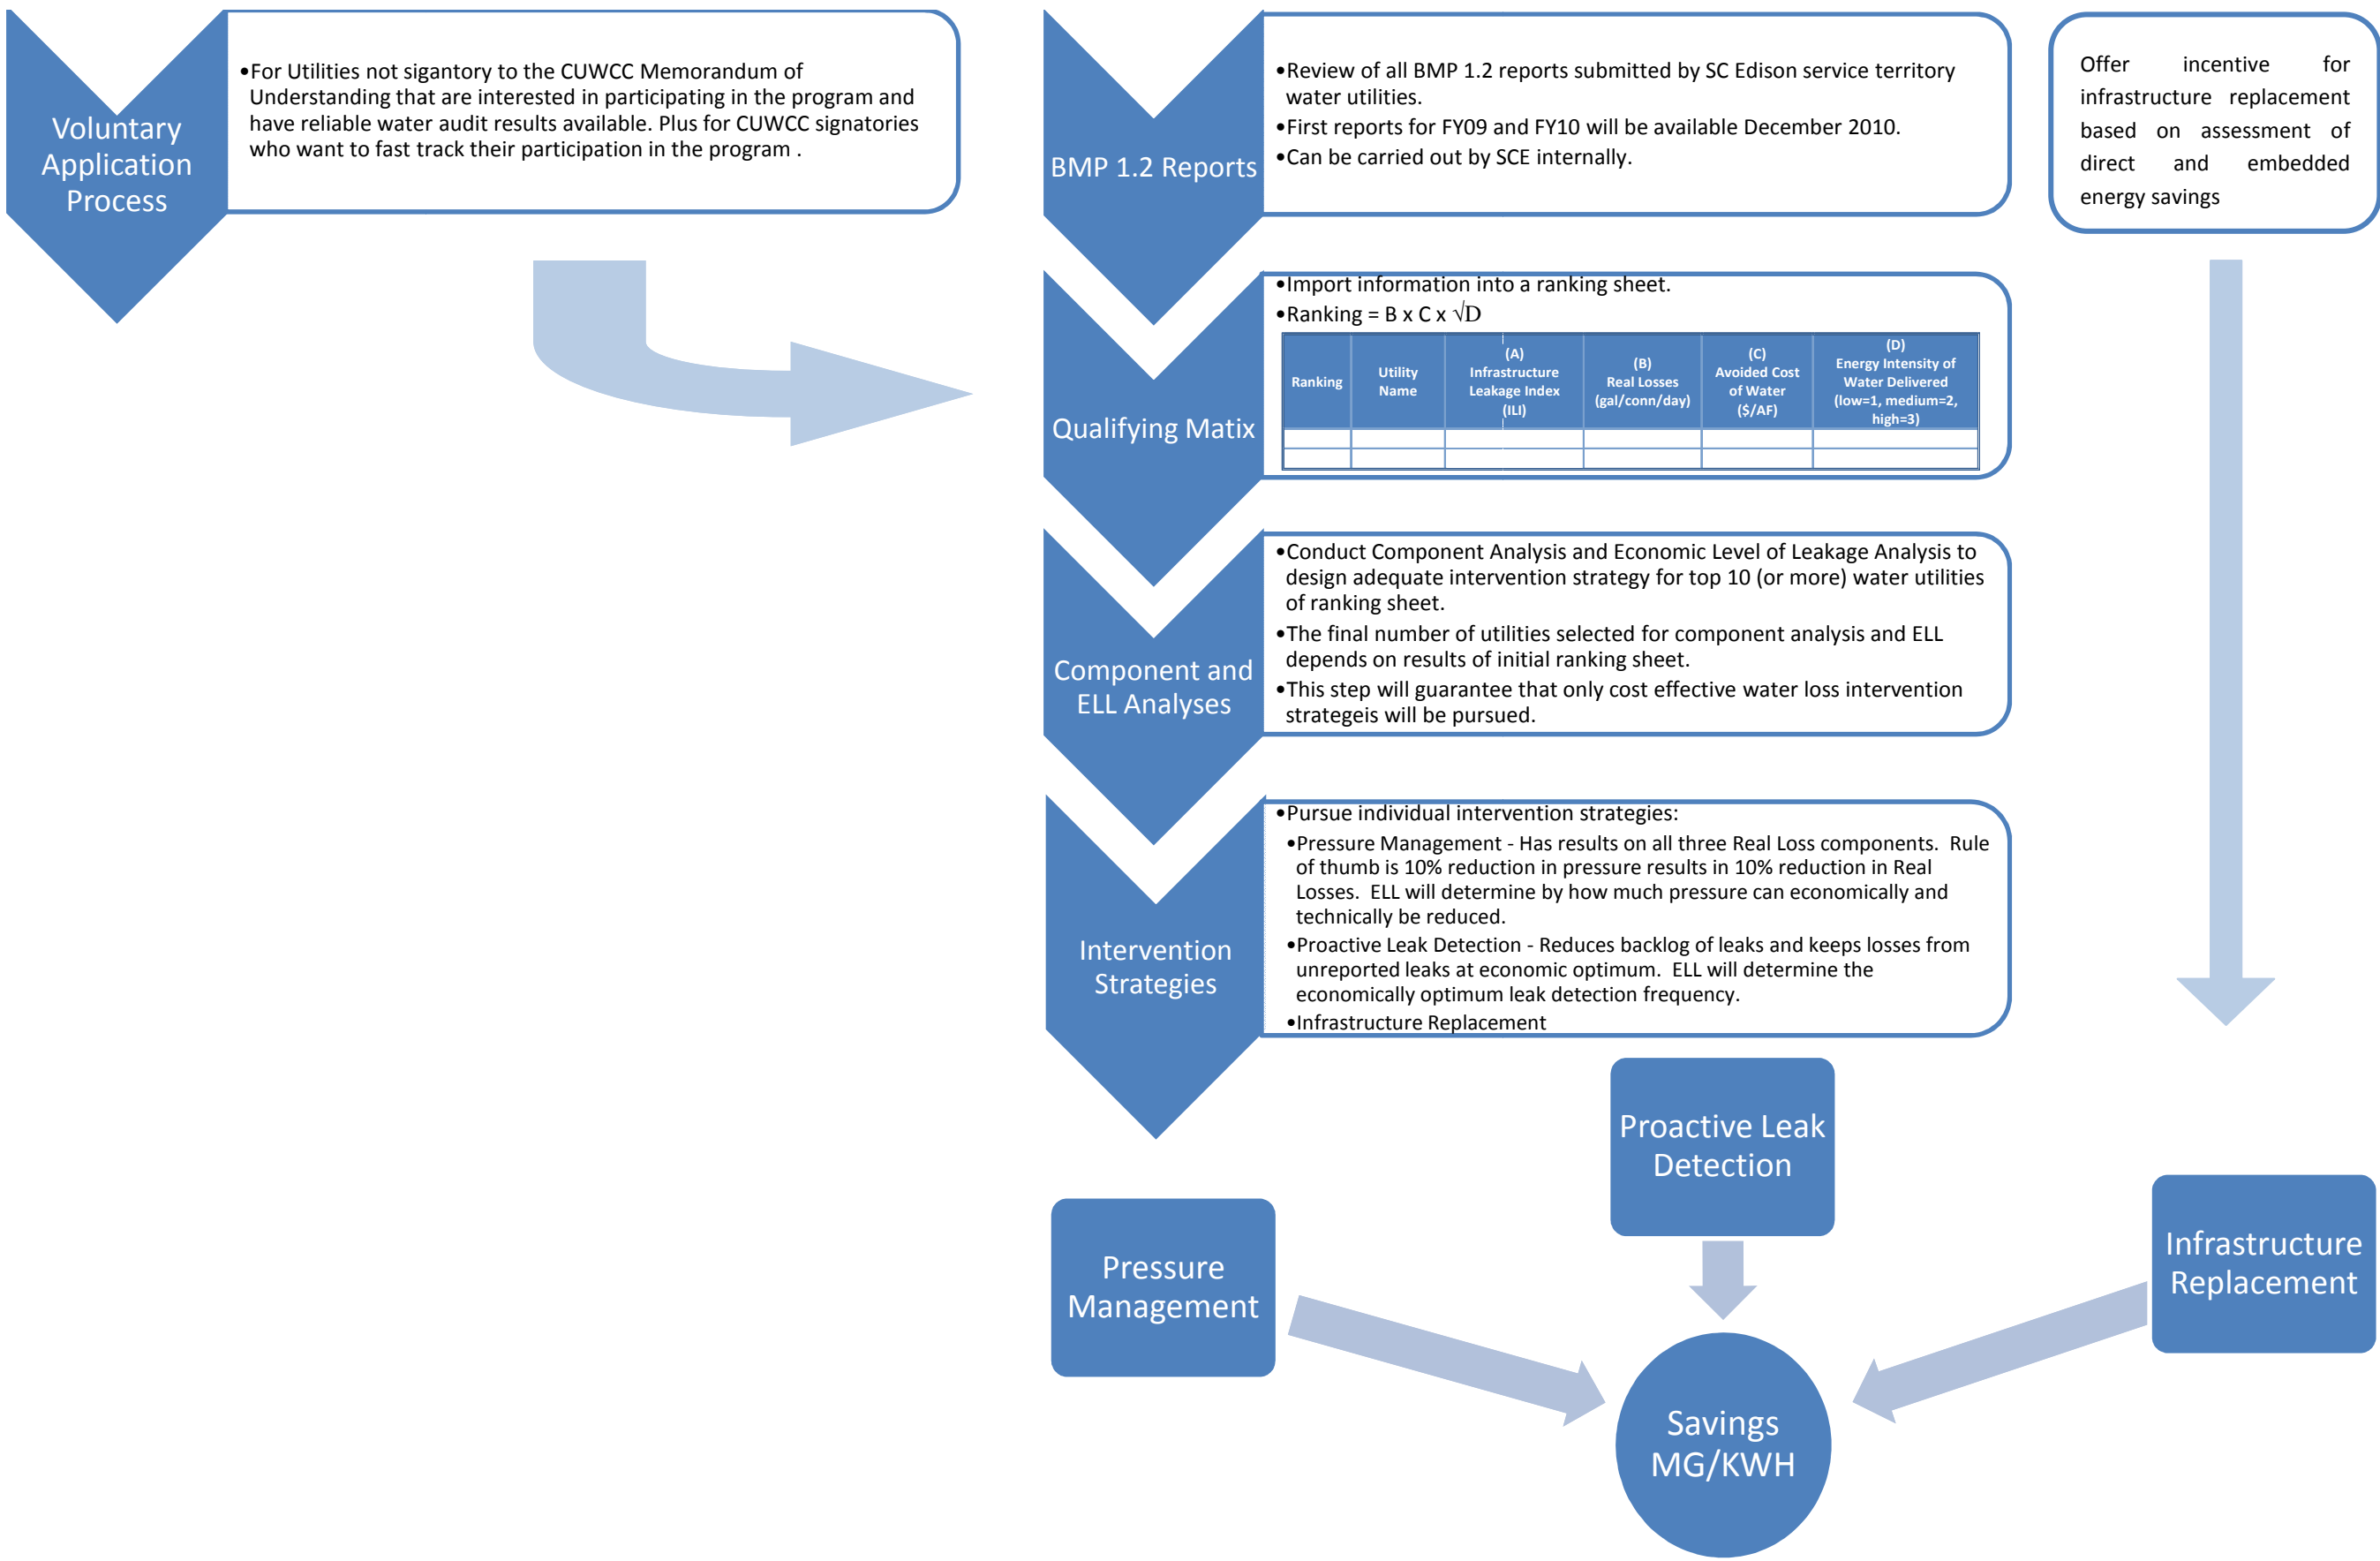 Voluntary
Application
Process
•For Utilities not sigantory to the CUWCC Memorandum of
Understanding that are interested in participating in the program and
have reliable water audit results available. Plus for CUWCC signatories
who want to fast track their participation in the program .
BMP 1.2 Reports
•Review of all BMP 1.2 reports submitted by SC Edison service territory
water utilities.
•First reports for FY09 and FY10 will be available December 2010.
•Can be carried out by SCE internally.
Offer incentive for
infrastructure replacement
based on assessment of
direct and embedded
energy savings
Qualifying Matix
•Import information into a ranking sheet.
•Ranking = B x C x √D
Ranking
Utility
Name
(A)
Infrastructure
Leakage Index
(ILI)
(B)
Real Losses
(gal/conn/day)
(C)
Avoided Cost
of Water
($/AF)
(D)
Energy Intensity of
Water Delivered
(low=1, medium=2,
high=3)
Component and
ELL Analyses
•Conduct Component Analysis and Economic Level of Leakage Analysis to
design adequate intervention strategy for top 10 (or more) water utilities
of ranking sheet.
•The final number of utilities selected for component analysis and ELL
depends on results of initial ranking sheet.
•This step will guarantee that only cost effective water loss intervention
strategeis will be pursued.
Intervention
Strategies
•Pursue individual intervention strategies:
•Pressure Management - Has results on all three Real Loss components. Rule
of thumb is 10% reduction in pressure results in 10% reduction in Real
Losses. ELL will determine by how much pressure can economically and
technically be reduced.
•Proactive Leak Detection - Reduces backlog of leaks and keeps losses from
unreported leaks at economic optimum. ELL will determine the
economically optimum leak detection frequency.
•Infrastructure Replacement
Proactive Leak
Detection
Pressure
Management
Infrastructure
Replacement
Savings
MG/KWH